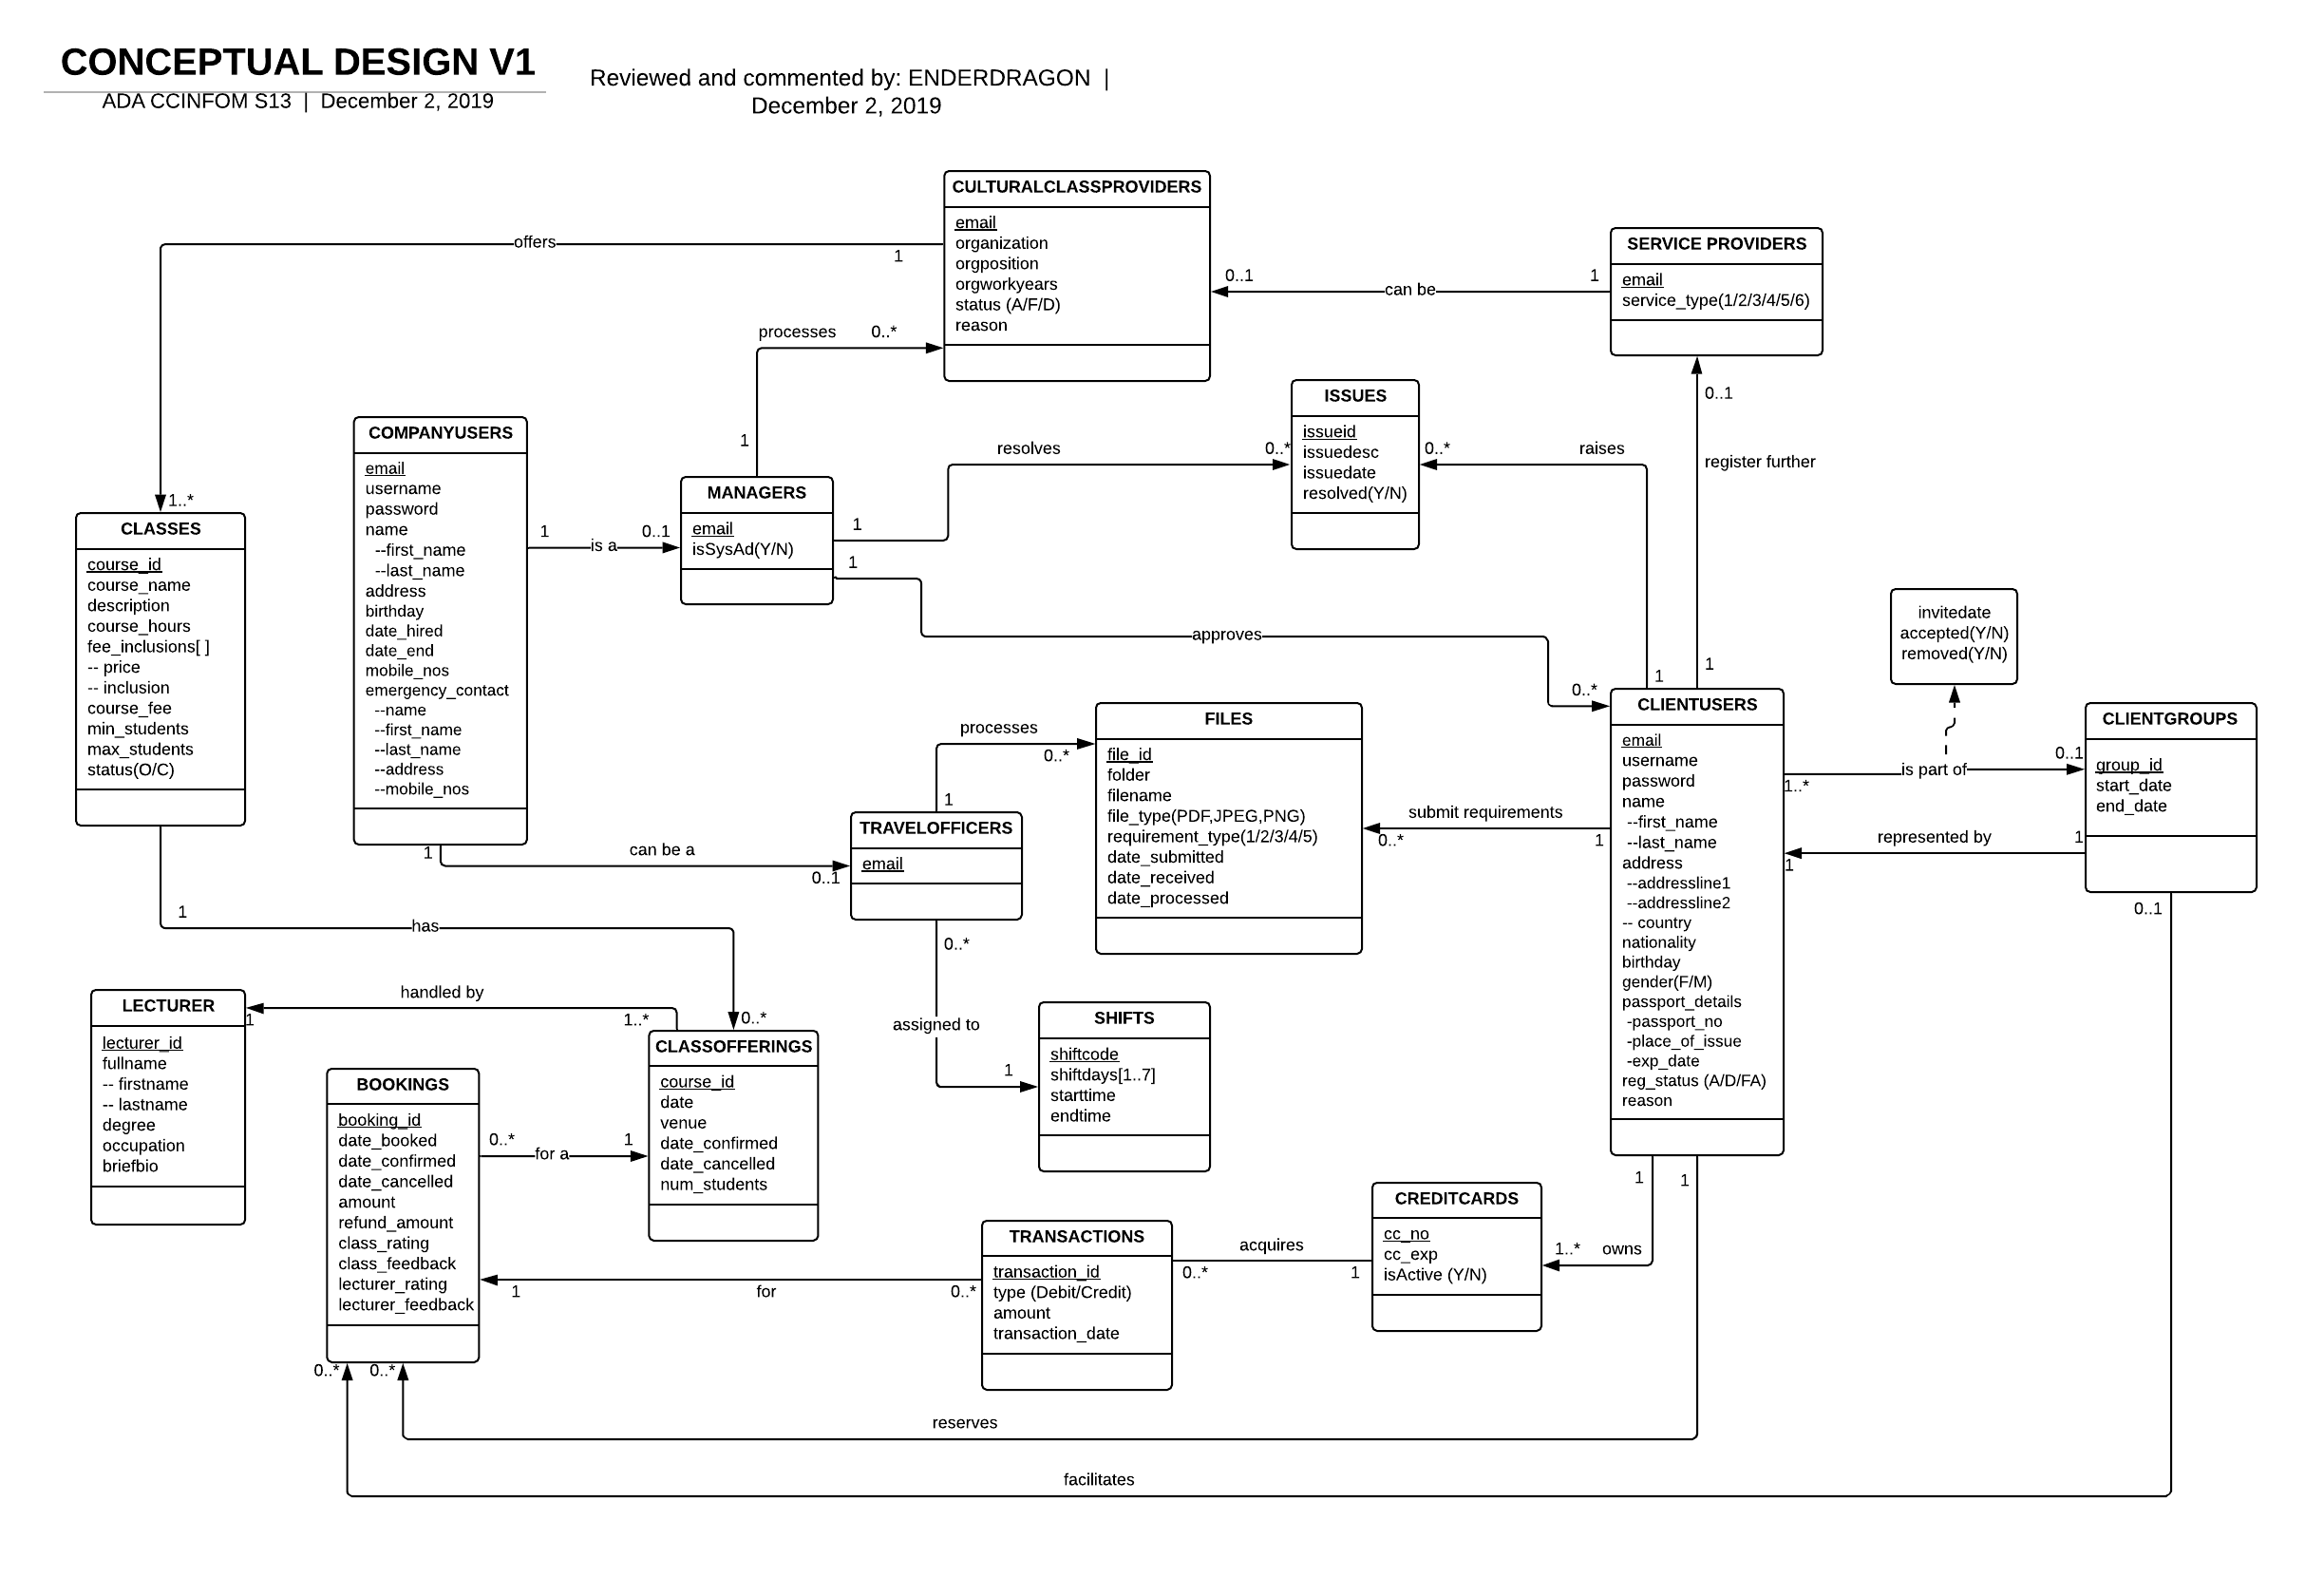 CONCEPTUAL DESIGN V1
ADA CCINFOM S13 | December 2, 2019
Reviewed and commented by: ENDERDRAGON |
December 2, 2019
CULTURALCLASSPROVIDERS
email
organization
orgposition
orgworkyears
status (A/F/D)
reason
SERVICE PROVIDERS
email
service_type(1/2/3/4/5/6)
offers
1
0..1
can be
1
processes
0..*
1
ISSUES
issueid
issuedesc
issuedate
resolved(Y/N)
0..1
register further
1
COMPANYUSERS
email
username
password
name
--first_name
--last_name
address
birthday
date_hired
date_end
mobile_nos
emergency_contact
--name
--first_name
--last_name
--address
--mobile_nos
resolves
0..*
1
0..*
raises
1
MANAGERS
email
isSysAd(Y/N)
1
is a
0..1
1..*
CLASSES
course_id
course_name
description
course_hours
fee_inclusions[ ]
-- price
-- inclusion
course_fee
min_students
max_students
status(O/C)
1
approves
0..*
invitedate
accepted(Y/N)
removed(Y/N)
CLIENTUSERS
email
username
password
name
--first_name
--last_name
address
--addressline1
--addressline2
-- country
nationality
birthday
gender(F/M)
passport_details
-passport_no
-place_of_issue
-exp_date
reg_status (A/D/FA)
reason
CLIENTGROUPS
group_id
start_date
end_date
1..*
is part of
0..1
represented by
1
1
0..1
FILES
file_id
folder
filename
file_type(PDF,JPEG,PNG)
requirement_type(1/2/3/4/5)
date_submitted
date_received
date_processed
processes
0..*
1
submit requirements
0..*
1
TRAVELOFFICERS
email
1
can be a
0..1
1
has
0..*
0..*
assigned to
1
LECTURER
lecturer_id
fullname
-- firstname
-- lastname
degree
occupation
briefbio
handled by
1
1..*
SHIFTS
shiftcode
shiftdays[1..7]
starttime
endtime
CLASSOFFERINGS
course_id
date
venue
date_confirmed
date_cancelled
num_students
BOOKINGS
booking_id
date_booked
date_confirmed
date_cancelled
amount
refund_amount
class_rating
class_feedback
lecturer_rating
lecturer_feedback
0..*
for a
1
TRANSACTIONS
transaction_id
type (Debit/Credit)
amount
transaction_date
CREDITCARDS
cc_no
cc_exp
isActive (Y/N)
acquires
0..*
1
1
1..*
owns
1
1
for
0..*
0..*
0..*
reserves
facilitates